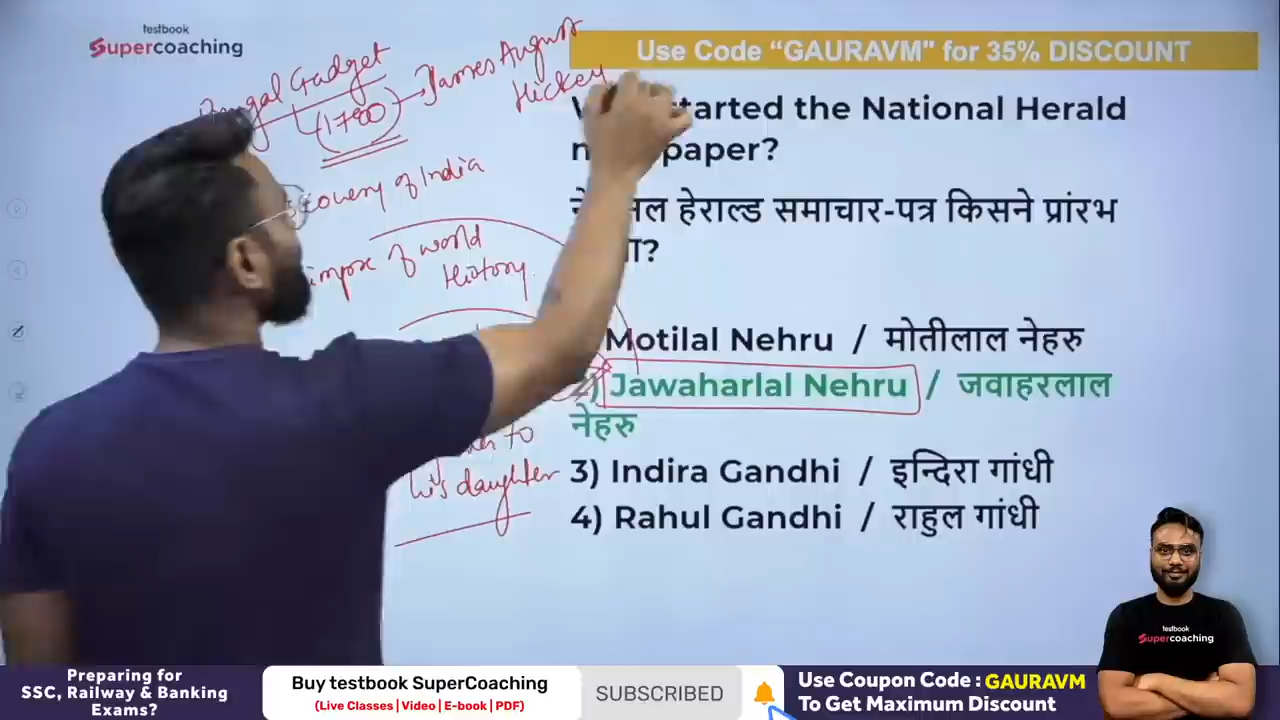 testbook
Supercoaching
Use Code “GAURAVM" for 35% DISCOUNT
Gadget
(1780)
James August
Hickey
started the National Herald
paper?
हेराल्ड समाचार-पत्र किसने प्रांरभ
of India
of world
History
Motilal Nehru / मोतीलाल नेहरु
2) Jawaharlal Nehru / जवाहरलाल
नेहरु
to
his daughter
3) Indira Gandhi / इन्दिरा गांधी
4) Rahul Gandhi / राहुल गांधी
testbook
Supercoaching
Preparing for
SSC, Railway & Banking
Exams?
Buy testbook SuperCoaching
(Live Classes | Video | E-book | PDF)
SUBSCRIBED
Use Coupon Code : GAURAVM
To Get Maximum Discount